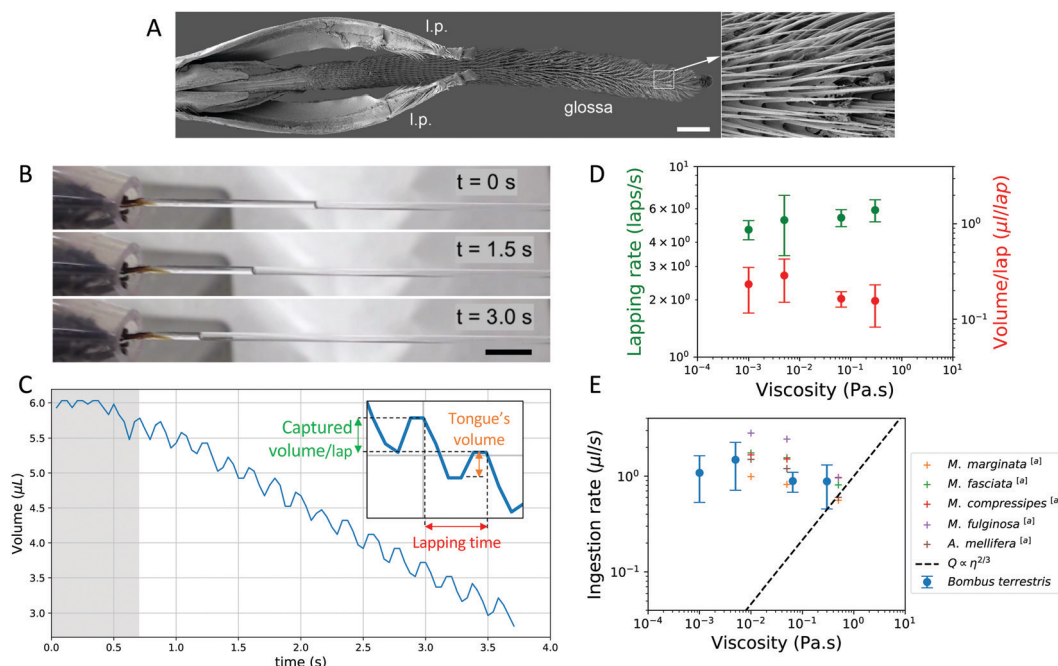 A
l.p.
l.p.
glossa
B
t = 0 s
t = 1.5 s
t = 3.0 s
C
Volume (μL)
6.0
5.5
5.0
4.5
4.0
3.5
3.0
0.0 0.5 1.0 1.5 2.0 2.5 3.0 3.5 4.0
time (s)
Captured
volume/lap
Tongue's
volume
Lapping time
D
Lapping rate (laps/s)
10¹
6×10⁰
4×10⁰
3×10⁰
2×10⁰
10⁰
10⁰
10⁻¹
Volume/lap (μl/lap)
10⁻⁴ 10⁻³ 10⁻² 10⁻¹ 10⁰ 10¹
Viscosity (Pa.s)
E
Ingestion rate (μl/s)
10⁰
10⁻¹
10⁻⁴ 10⁻³ 10⁻² 10⁻¹ 10⁰ 10¹
Viscosity (Pa.s)
M. marginata [a]
M. fasciata [a]
M. compressipes [a]
M. fulginosa [a]
A. mellifera [a]
Q ∝ η^2/3
Bombus terrestris